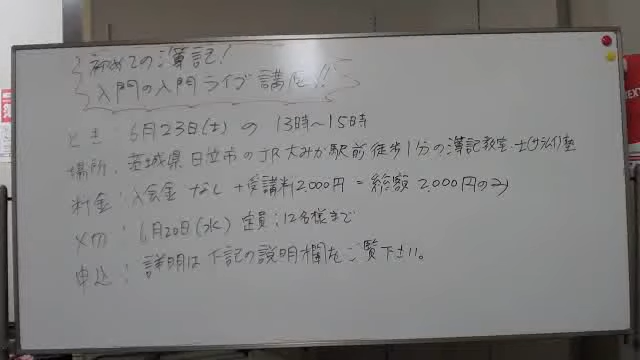 初めての簿記!
入門の入門ライブ講座!!
とき:6月23日(土)の 13時～15時
場所:茨城県日立市のJR大みか駅前徒歩1分の簿記教室・士(サムライ)塾
料金:入会金 なし+受講料2,000円=総額 2,000円のみ
〆切:6月20日(水) 定員:12名様まで
申込:詳細は下記の説明欄をご覧下さい。